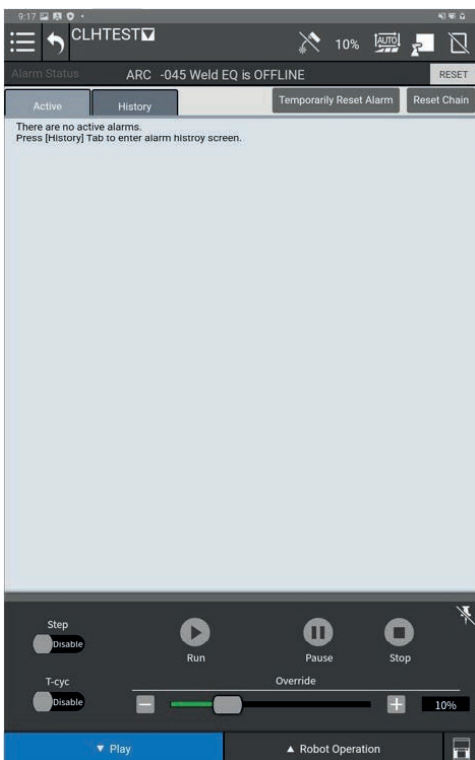 9:17
CLHTEST
10%
AUTO
Alarm Status
ARC -045 Weld EQ is OFFLINE
RESET
Active
History
Temporarily Reset Alarm
Reset Chain
There are no active alarms.
Press [History] Tab to enter alarm histroy screen.
Step
Disable
Run
Pause
Stop
T-cyc
Disable
Override
10%
Play
Robot Operation